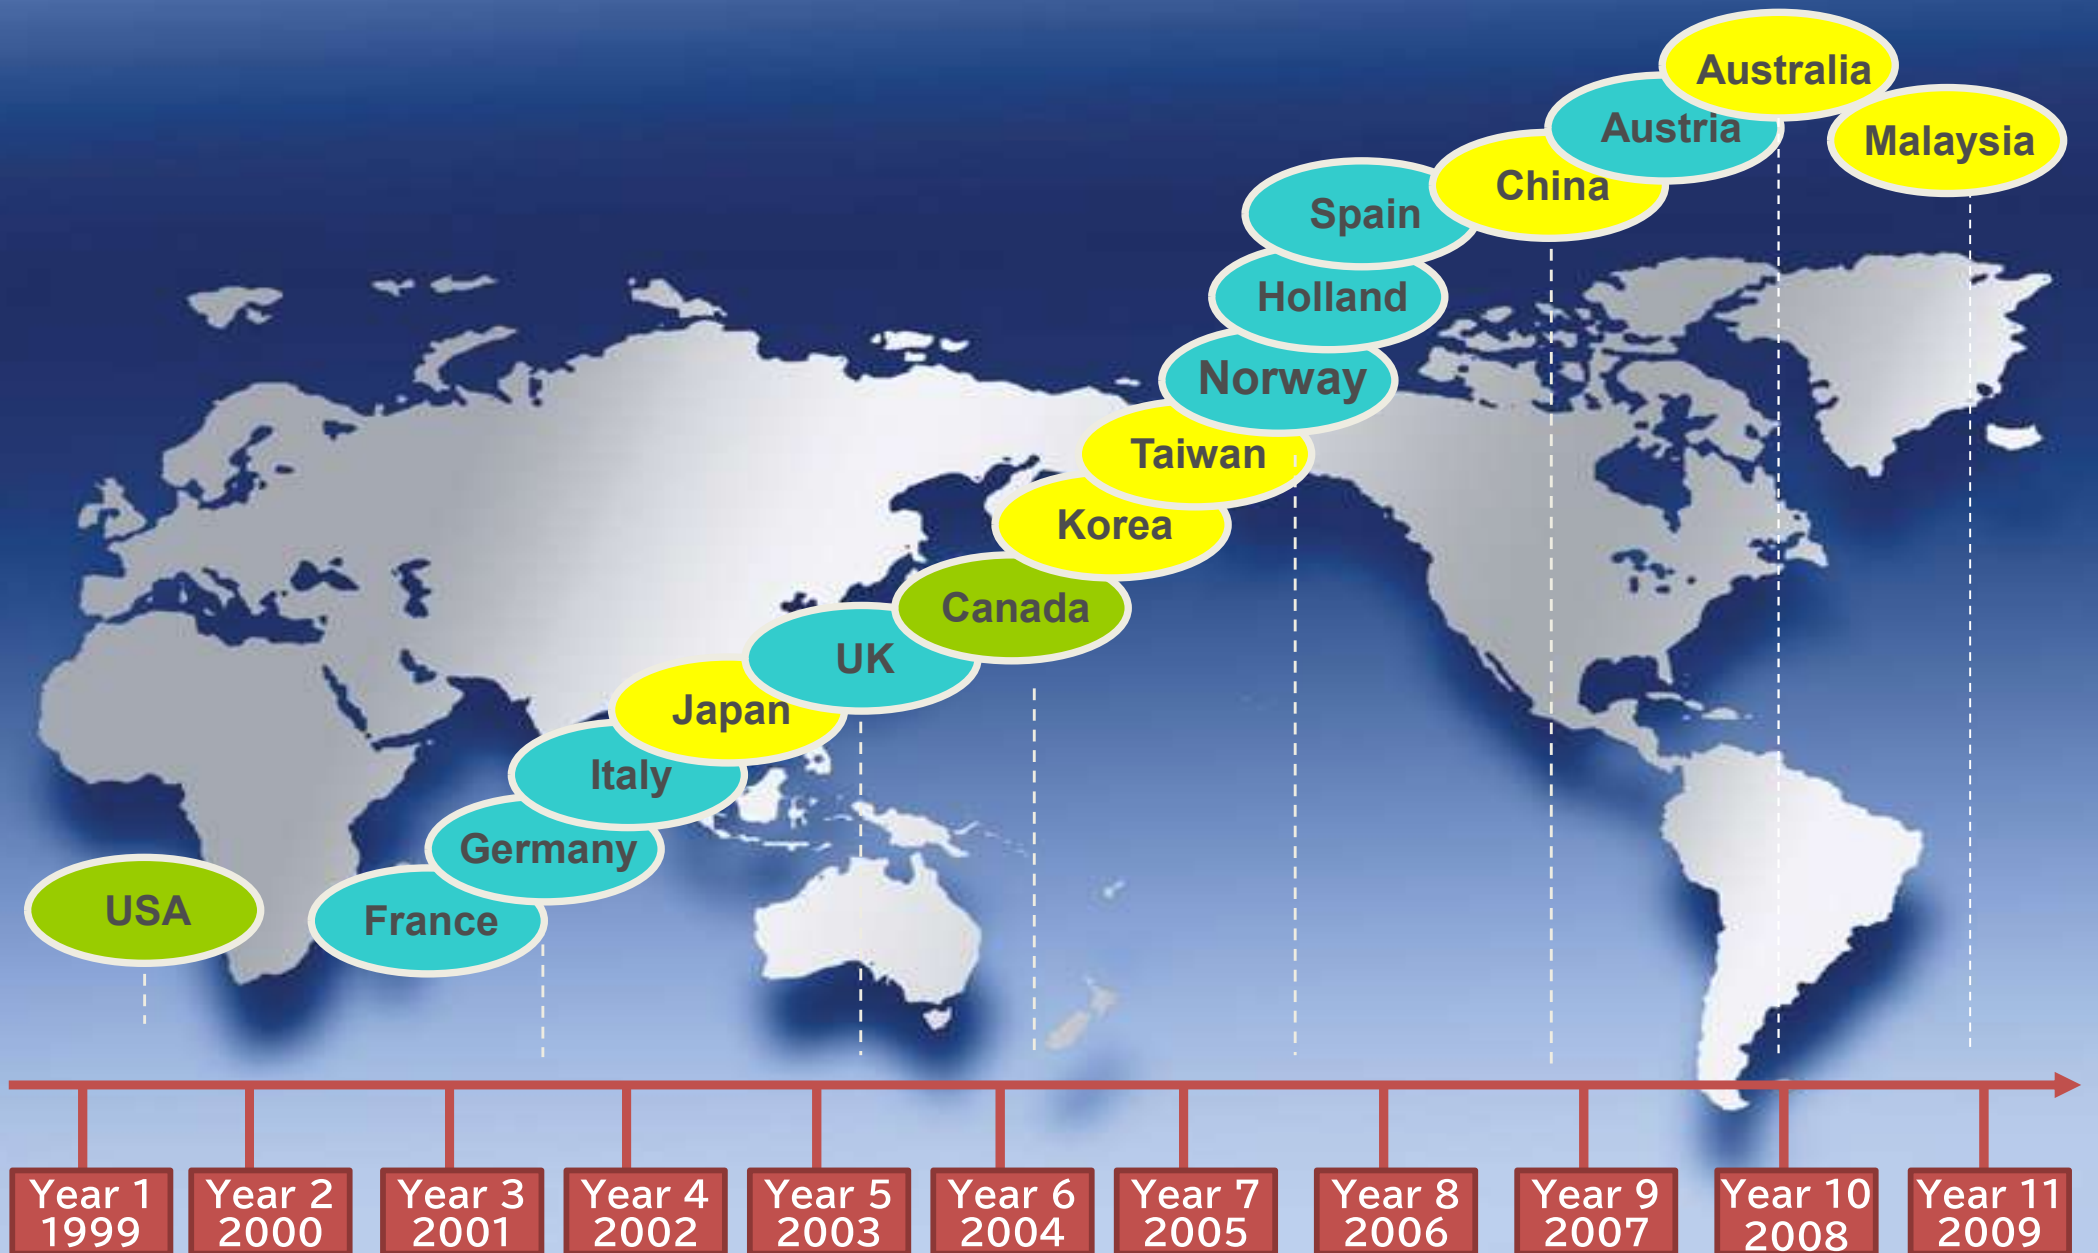 Australia
Austria
Malaysia
China
Spain
Holland
Norway
Taiwan
Korea
Canada
UK
Japan
Italy
Germany
France
USA
Year 1
1999
Year 2
2000
Year 3
2001
Year 4
2002
Year 5
2003
Year 6
2004
Year 7
2005
Year 8
2006
Year 9
2007
Year 10
2008
Year 11
2009